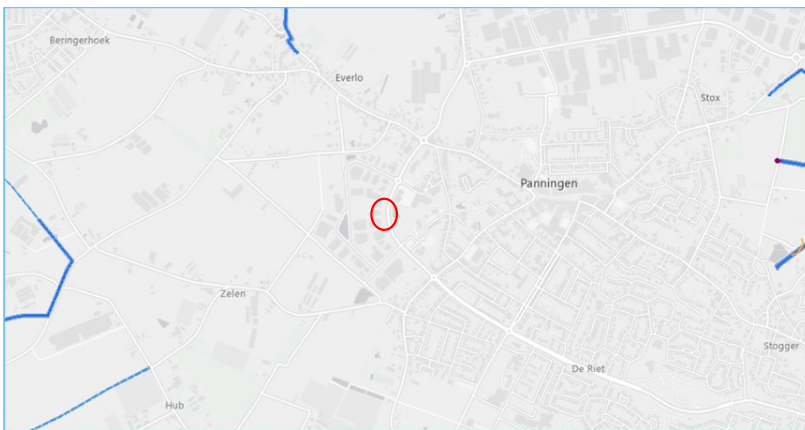 Beringerhoek
Everlo
Stox
Panningen
Zelen
Stogger
De Riet
Hub